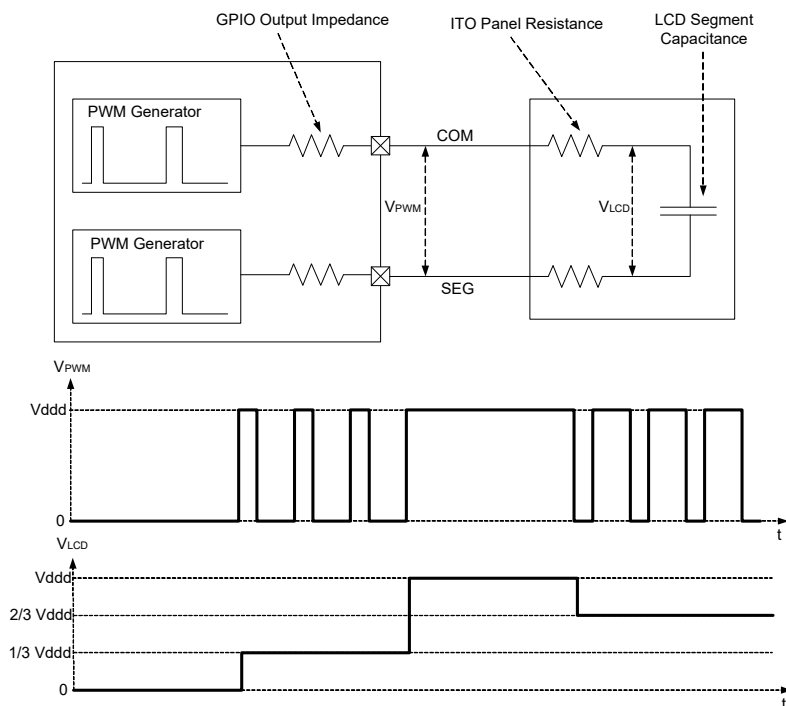 GPIO Output Impedance
ITO Panel Resistance
LCD Segment
Capacitance
PWM Generator
COM
VPWM
VLCD
PWM Generator
SEG
VPWM
Vddd
0
t
VLCD
Vddd
2/3 Vddd
1/3 Vddd
0
t